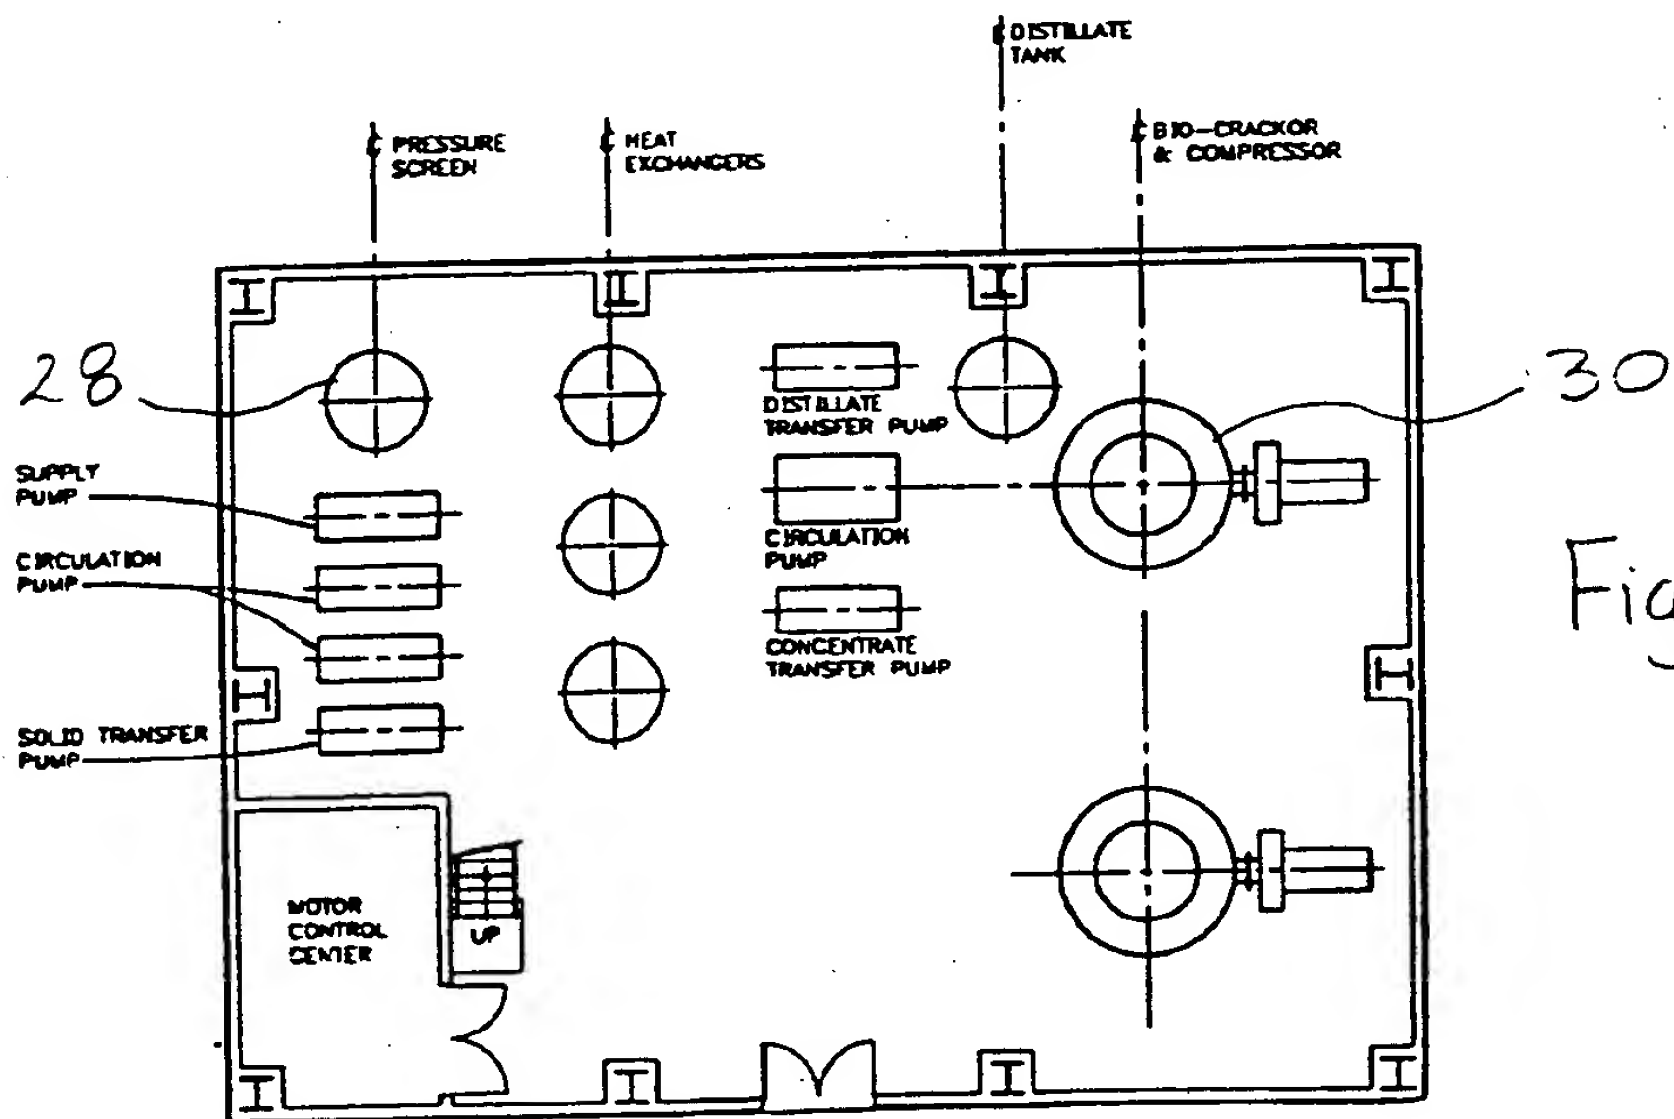 ℄ DISTILLATE
TANK
℄ PRESSURE
SCREEN
℄ HEAT
EXCHANGERS
℄ BIO-CRACKOR
& COMPRESSOR
28
30
DISTILLATE
TRANSFER PUMP
SUPPLY
PUMP
CIRCULATION
PUMP
CIRCULATION
PUMP
Fig
CONCENTRATE
TRANSFER PUMP
SOLID TRANSFER
PUMP
MOTOR
CONTROL
CENTER
UP